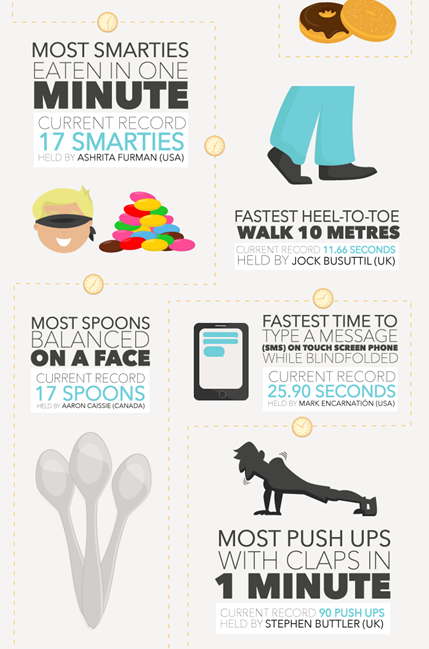 MOST SMARTIES
EATEN IN ONE
MINUTE
CURRENT RECORD
17 SMARTIES
HELD BY ASHRITA FURMAN (USA)
FASTEST HEEL-TO-TOE
WALK 10 METRES
CURRENT RECORD 11.66 SECONDS
HELD BY JOCK BUSUTTIL (UK)
MOST SPOONS
BALANCED
ON A FACE
CURRENT RECORD
17 SPOONS
HELD BY AARON CAISSIE (CANADA)
FASTEST TIME TO
TYPE A MESSAGE
(SMS) ON TOUCH SCREEN PHONE
WHILE BLINDFOLDED
CURRENT RECORD
25.90 SECONDS
HELD BY MARK ENCARNATIÓN (USA)
MOST PUSH UPS
WITH CLAPS IN
1 MINUTE
CURRENT RECORD 90 PUSH UPS
HELD BY STEPHEN BUTTLER (UK)